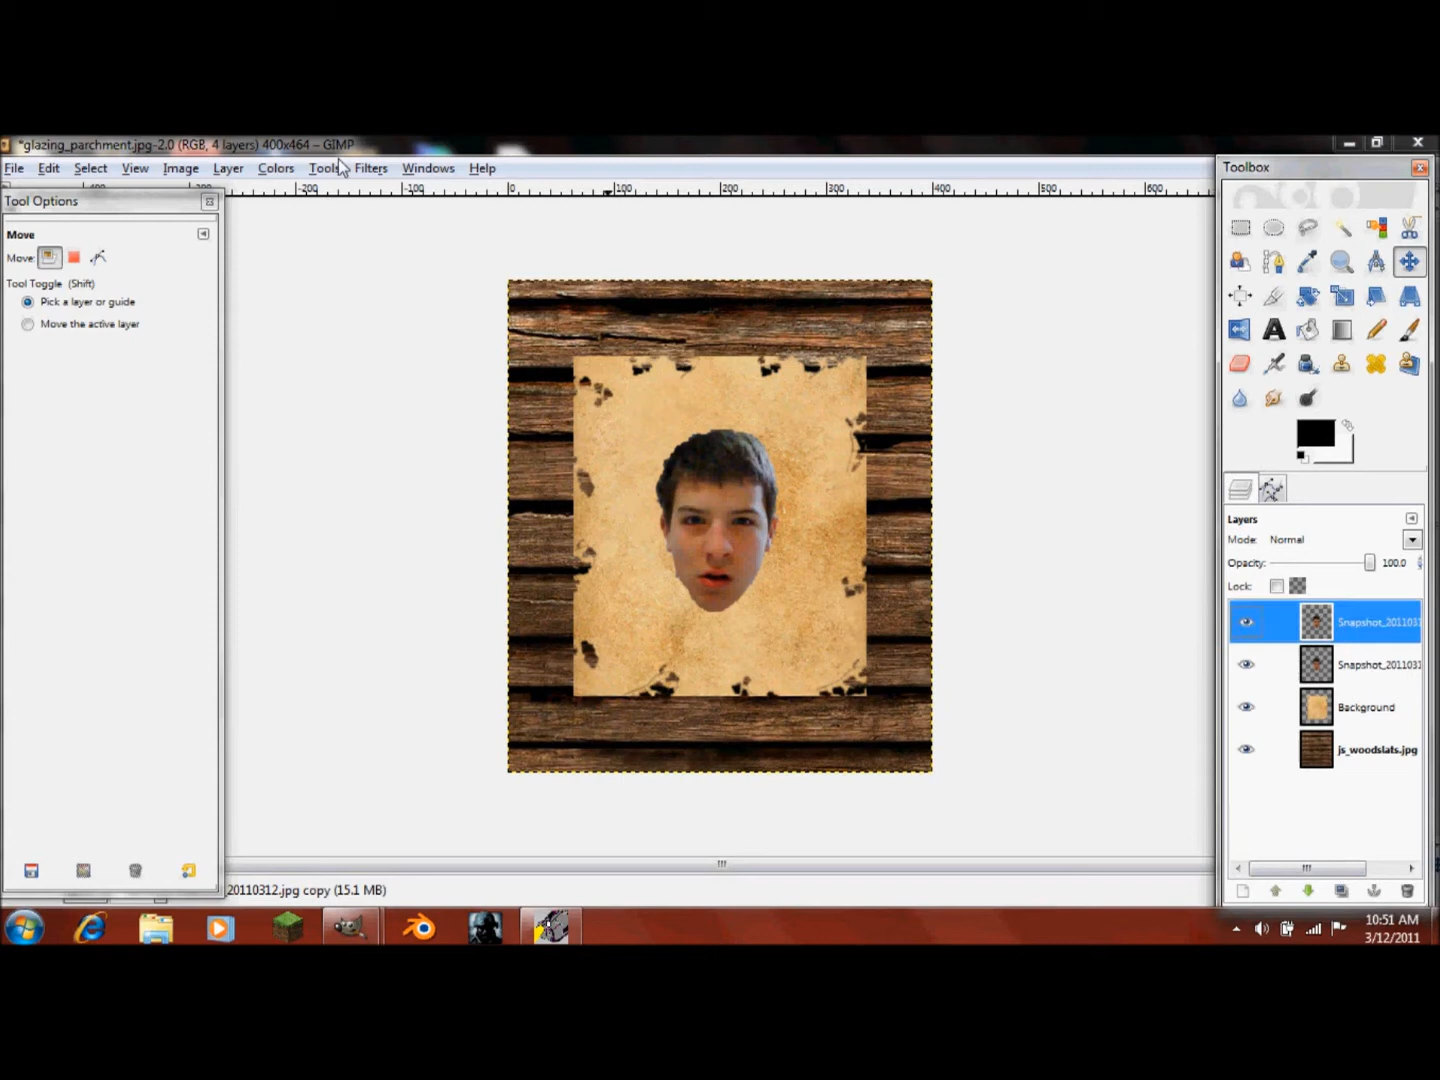 *glazing_parchment.jpg-2.0 (RGB, 4 layers) 400x464 – GIMP
File Edit Select View Image Layer Colors Tools Filters Windows Help
Toolbox
-200 -100 0 100 200 300 400 500 600
Tool Options
Move
Move:
Tool Toggle (Shift)
Pick a layer or guide
Move the active layer
Layers
Mode: Normal
Opacity: 100.0
Lock:
Snapshot_201103
Snapshot_201103
Background
js_woodslats.jpg
20110312.jpg copy (15.1 MB)
10:51 AM
3/12/2011